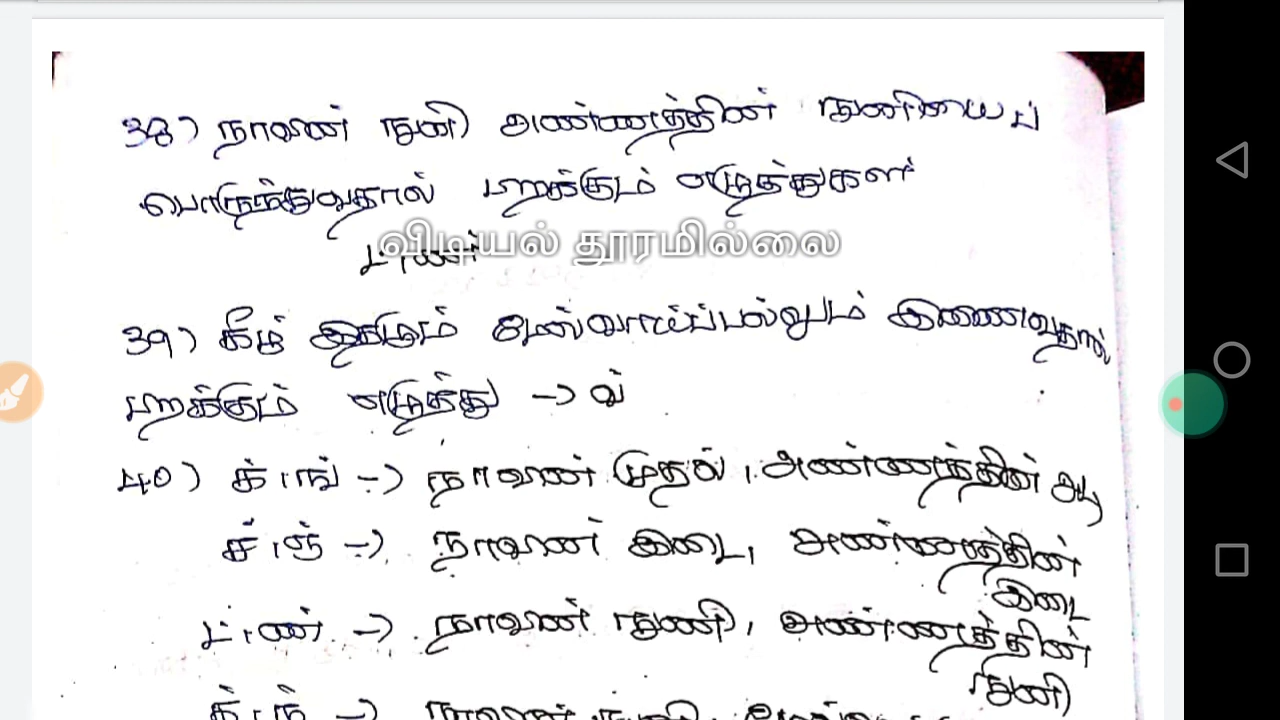 38) நாவின் நுனி அண்ணத்தின் நுனியைப்
பொருந்துவதால் பிறக்கும் எழுத்துகள்
ட், ண்
விடியல் தூரமில்லை
39) கீழ் இதழும் மேல்வாய்ப்பல்லும் இணைவதால்
பிறக்கும் எழுத்து -> வ்
40) க், ங் -> நாவின் முதல், அண்ணத்தின் அடி
ச், ஞ் -> நாவின் இடை, அண்ணத்தின்
இடை
ட், ண் -> நாவின் நுனி, அண்ணத்தின்
நுனி
த், ந் -> நாவின் நுனி,